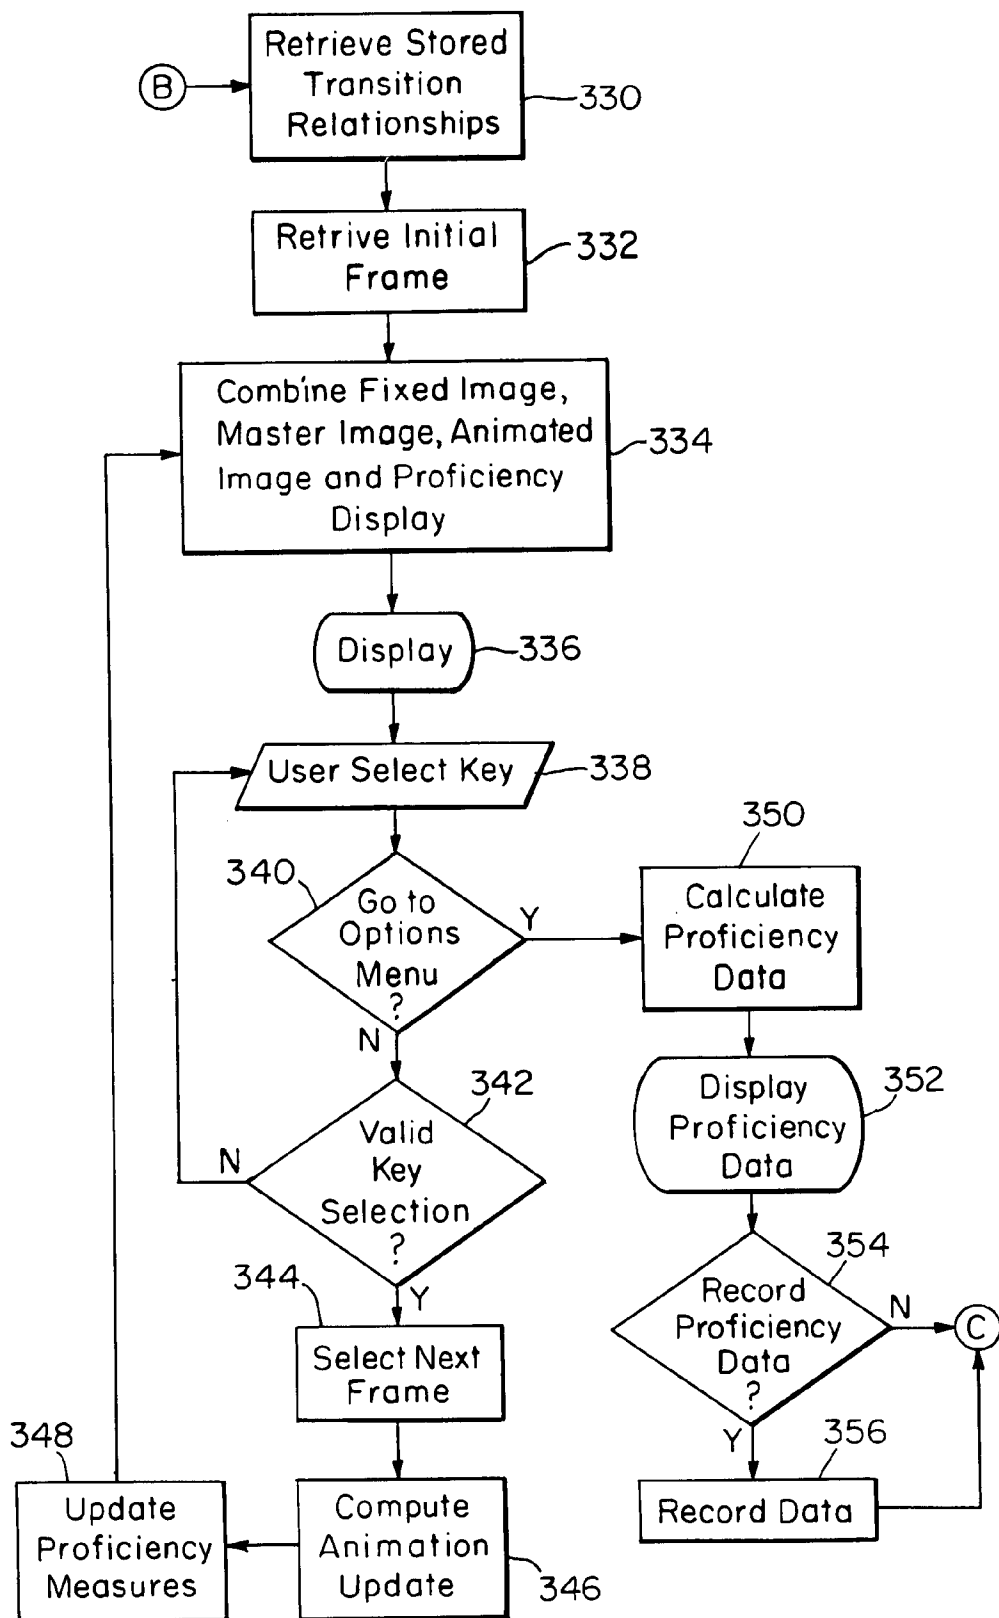 B
Retrieve Stored
Transition
Relationships
330
Retrive Initial
Frame
332
Combine Fixed Image,
Master Image, Animated
Image and Proficiency
Display
334
Display
336
User Select Key
338
340
Go to
Options
Menu
?
Y
N
350
Calculate
Proficiency
Data
342
Valid
Key
Selection
?
N
Y
Display
Proficiency
Data
352
354
Record
Proficiency
Data
?
N
C
Y
344
Select Next
Frame
356
Record Data
348
Update
Proficiency
Measures
Compute
Animation
Update
346